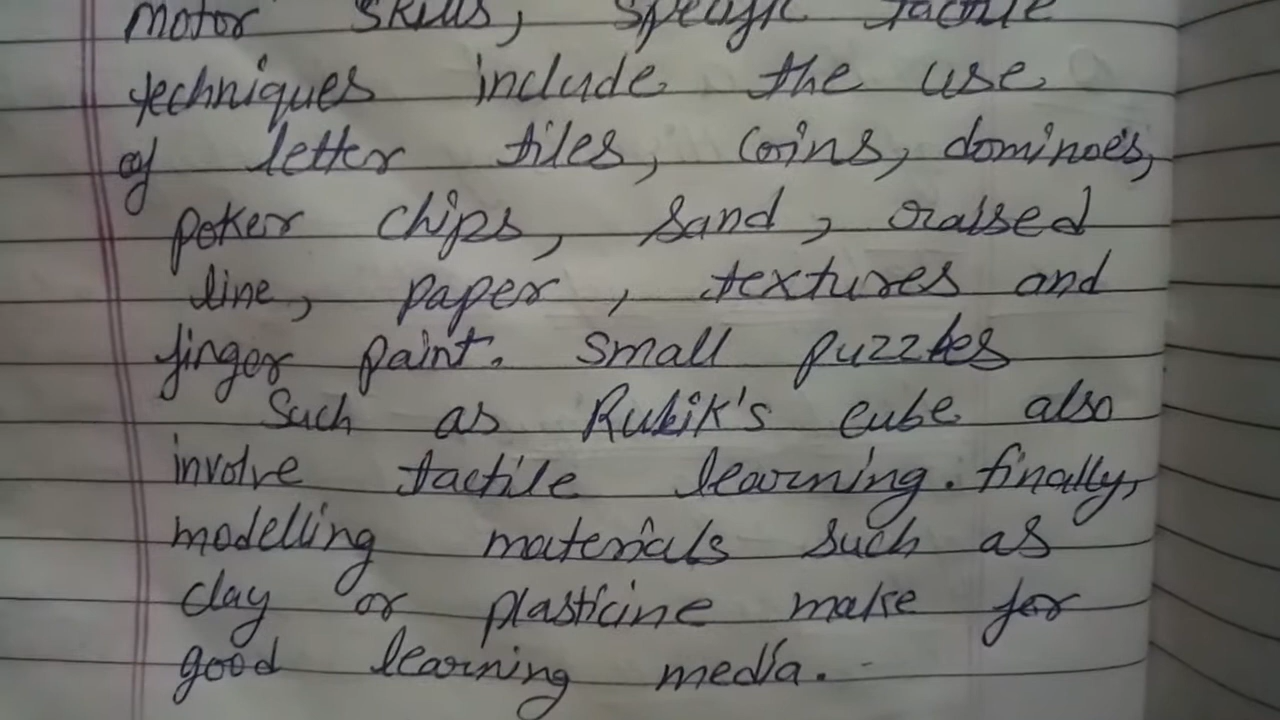 motor skills, specific tactile
techniques include the use
of letter tiles, coins, dominoes,
poker chips, sand, raised
line, paper, textures and
finger paint. Small puzzles
Such as Rubik's cube also
involve tactile learning. finally,
modelling materials such as
clay or plasticine make for
good learning media.